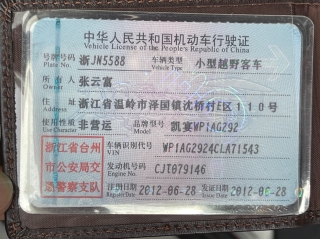 中华人民共和国机动车行驶证
Vehicle License of the People's Republic of China
号牌号码 浙JW5588 车辆类型 小型越野客车
Plate No. Vehicle Type
所有人 张云富
Owner
住址 浙江省温岭市泽国镇沈桥村E区110号
Address
使用性质 非营运 品牌型号 凯宴WP1AG292
Use Character Model
浙江省台州市公安局交通警察支队
车辆识别代号 WP1AG2924CLA71543
VIN
发动机号码 CJT079146
Engine No.
注册日期 2012-06-28 发证日期 2012-06-28
Register Date Issue Date